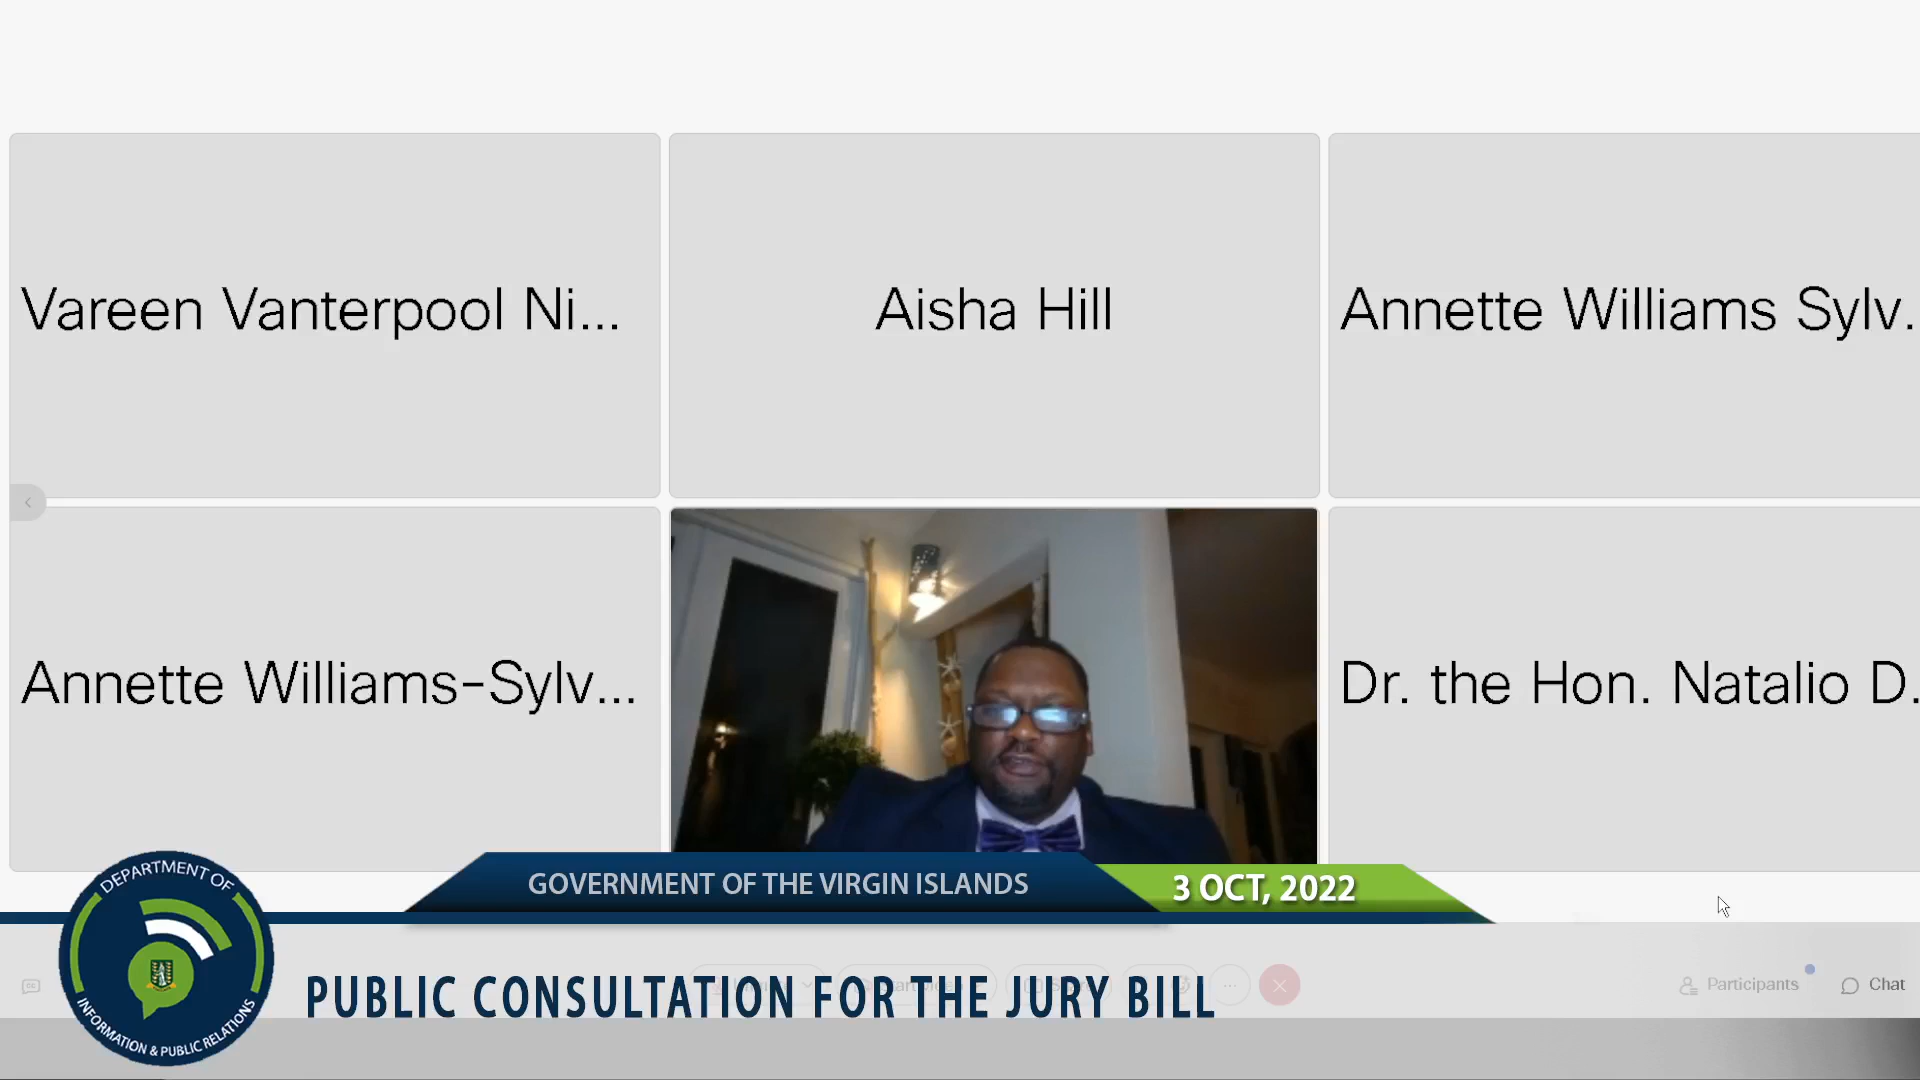 Vareen Vanterpool Ni...
Aisha Hill
Annette Williams Sylv.
Annette Williams-Sylv...
Dr. the Hon. Natalio D.
GOVERNMENT OF THE VIRGIN ISLANDS
3 OCT, 2022
DEPARTMENT OF
INFORMATION & PUBLIC RELATIONS
PUBLIC CONSULTATION FOR THE JURY BILL
Participants
Chat